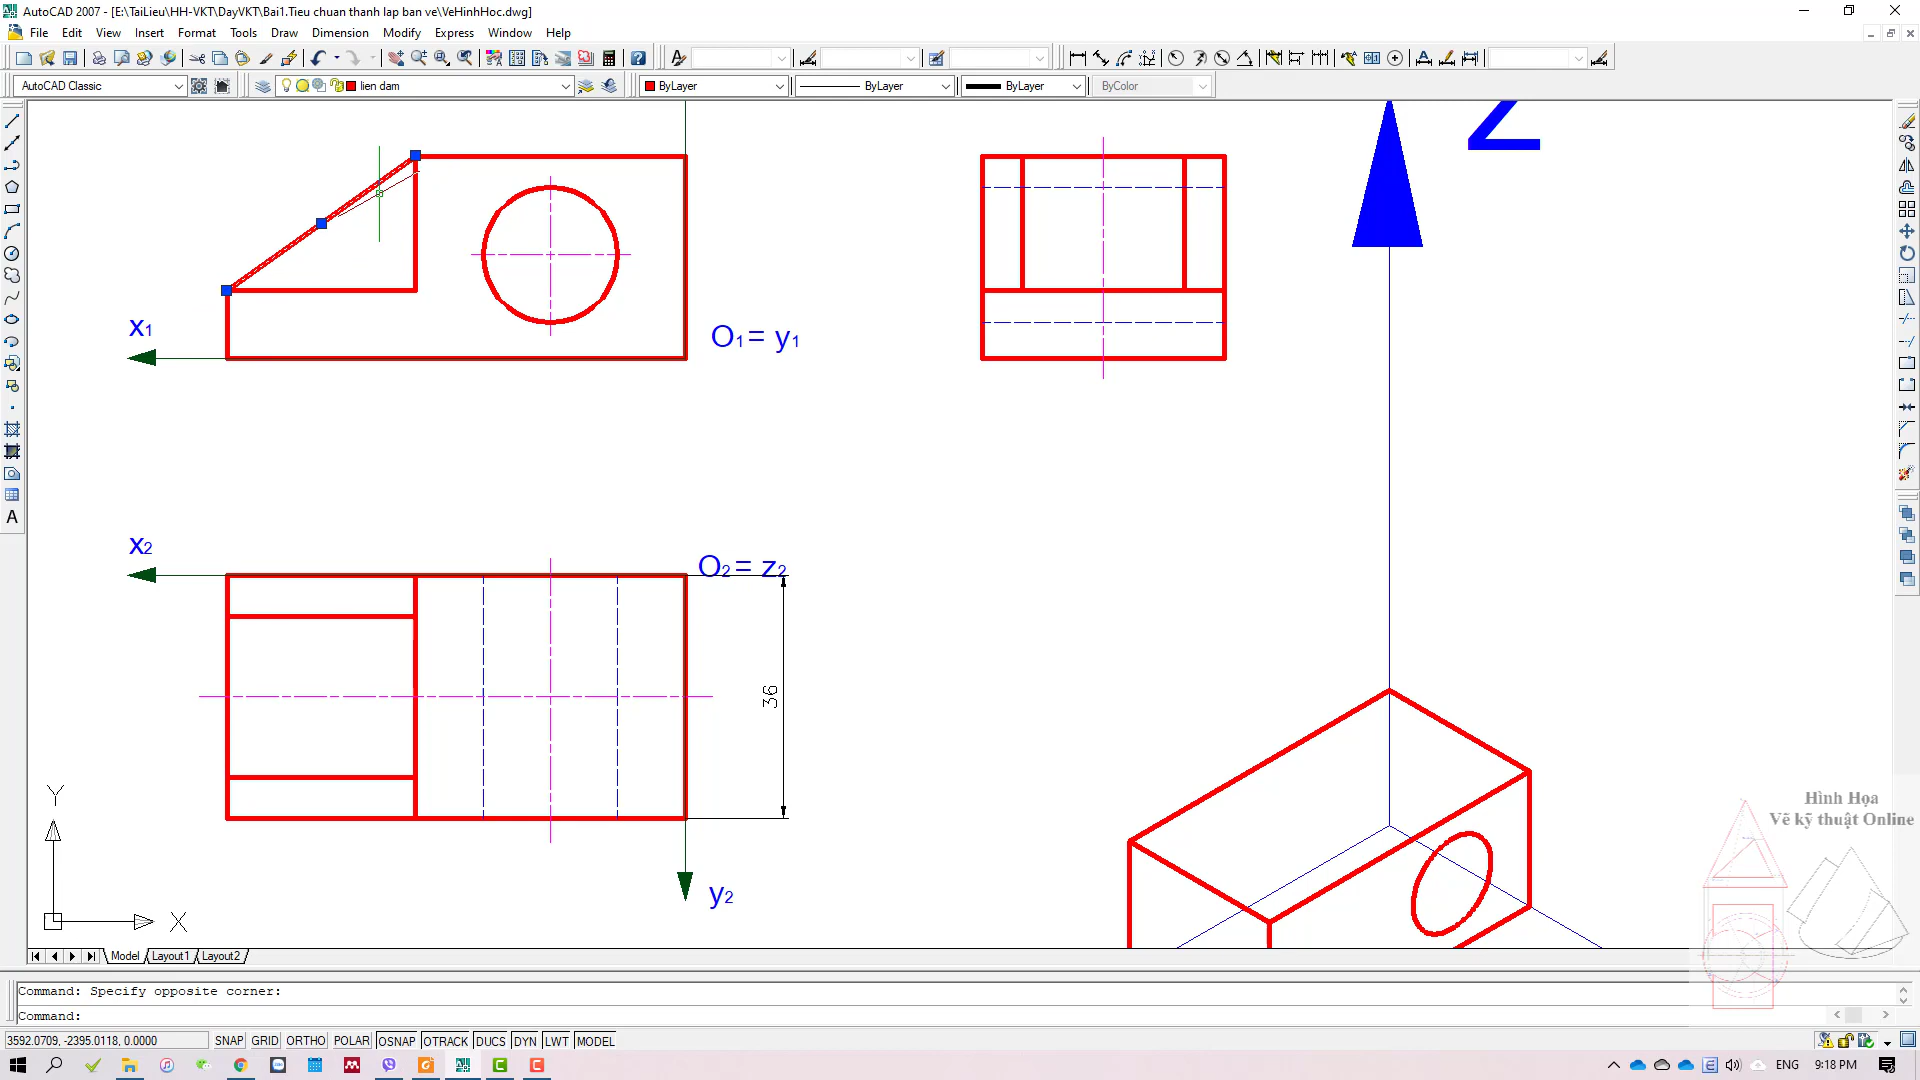 AutoCAD 2007 - [E:\TaiLieu\HH-VKT\DayVKT\Bai1.Tieu chuan thanh lap ban ve\VeHinhHoc.dwg]
File Edit View Insert Format Tools Draw Dimension Modify Express Window Help
AutoCAD Classic
lien dam
ByLayer
ByLayer
ByLayer
ByColor
Z
x1
O1 = y1
x2
O2 = z2
36
y2
Y
X
Hình Họa
Vẽ kỹ thuật Online
Model Layout1 Layout2
Command: Specify opposite corner:
Command:
3592.0709, -2395.0118, 0.0000 SNAP GRID ORTHO POLAR OSNAP OTRACK DUCS DYN LWT MODEL
ENG 9:18 PM